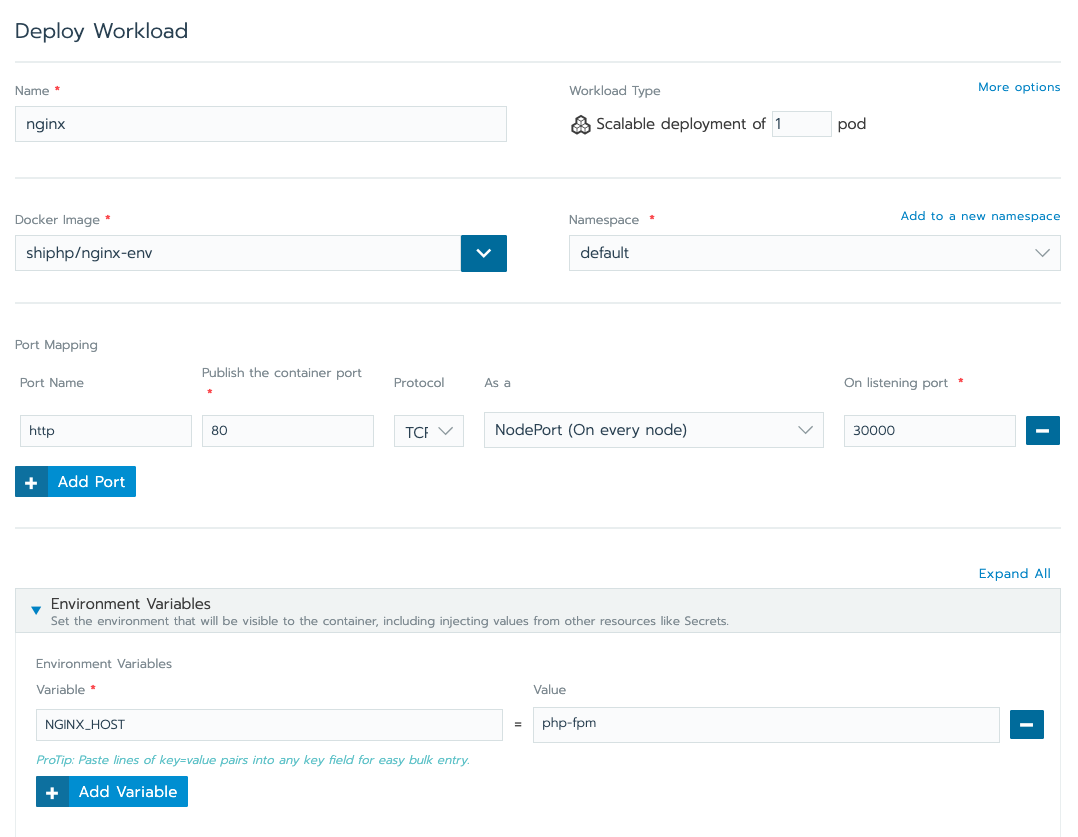 Deploy Workload
Name *
Workload Type
More options
nginx
Scalable deployment of 1 pod
Docker Image *
Namespace *
Add to a new namespace
shiphp/nginx-env
default
Port Mapping
Port Name
Publish the container port
*
Protocol
As a
On listening port *
http
80
TCP
NodePort (On every node)
30000
+ Add Port
Expand All
Environment Variables
Set the environment that will be visible to the container, including injecting values from other resources like Secrets.
Environment Variables
Variable *
Value
NGINX_HOST
=
php-fpm
ProTip: Paste lines of key=value pairs into any key field for easy bulk entry.
+ Add Variable